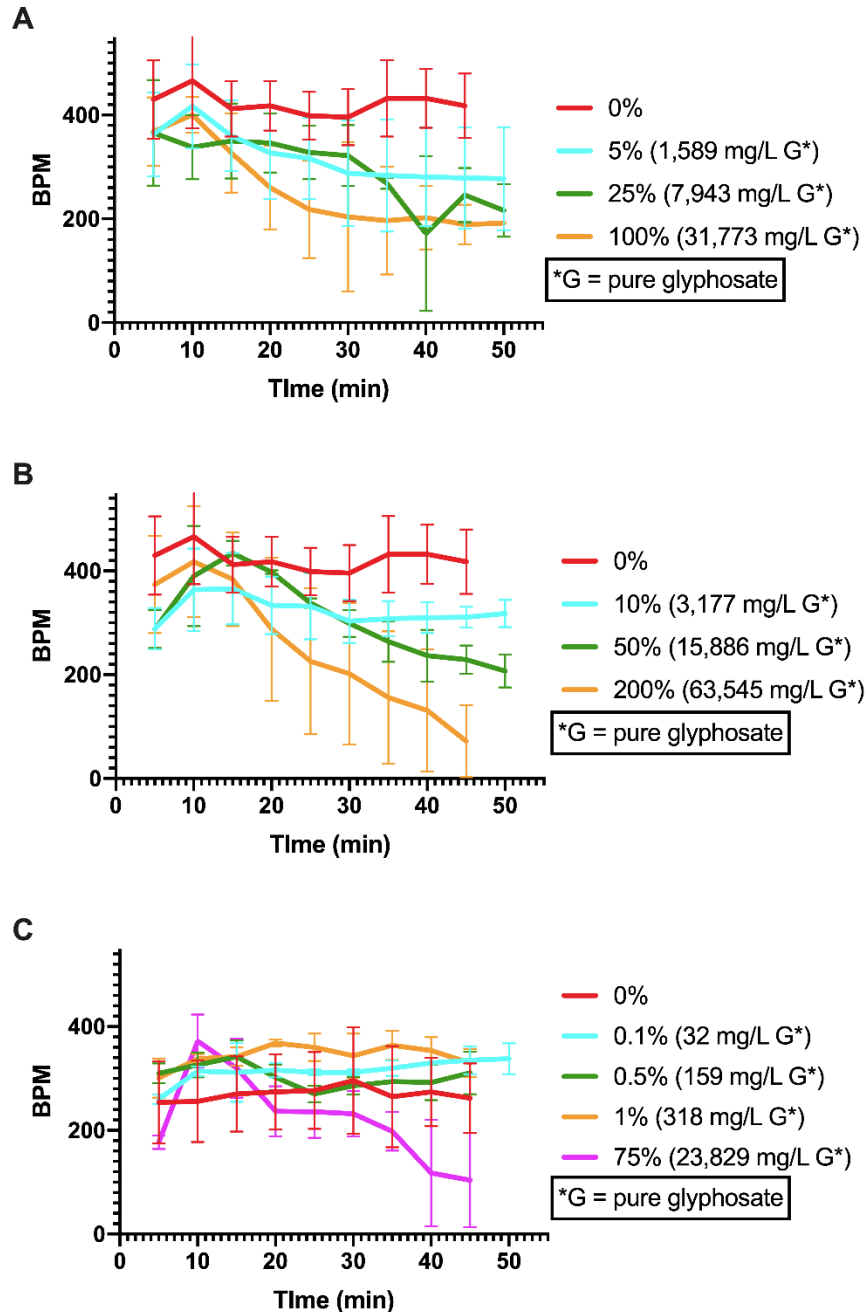 A
BPM
400
200
0
0 10 20 30 40 50
TIme (min)
0%
5% (1,589 mg/L G*)
25% (7,943 mg/L G*)
100% (31,773 mg/L G*)
*G = pure glyphosate
B
BPM
400
200
0
0 10 20 30 40 50
TIme (min)
0%
10% (3,177 mg/L G*)
50% (15,886 mg/L G*)
200% (63,545 mg/L G*)
*G = pure glyphosate
C
BPM
400
200
0
0 10 20 30 40 50
TIme (min)
0%
0.1% (32 mg/L G*)
0.5% (159 mg/L G*)
1% (318 mg/L G*)
75% (23,829 mg/L G*)
*G = pure glyphosate